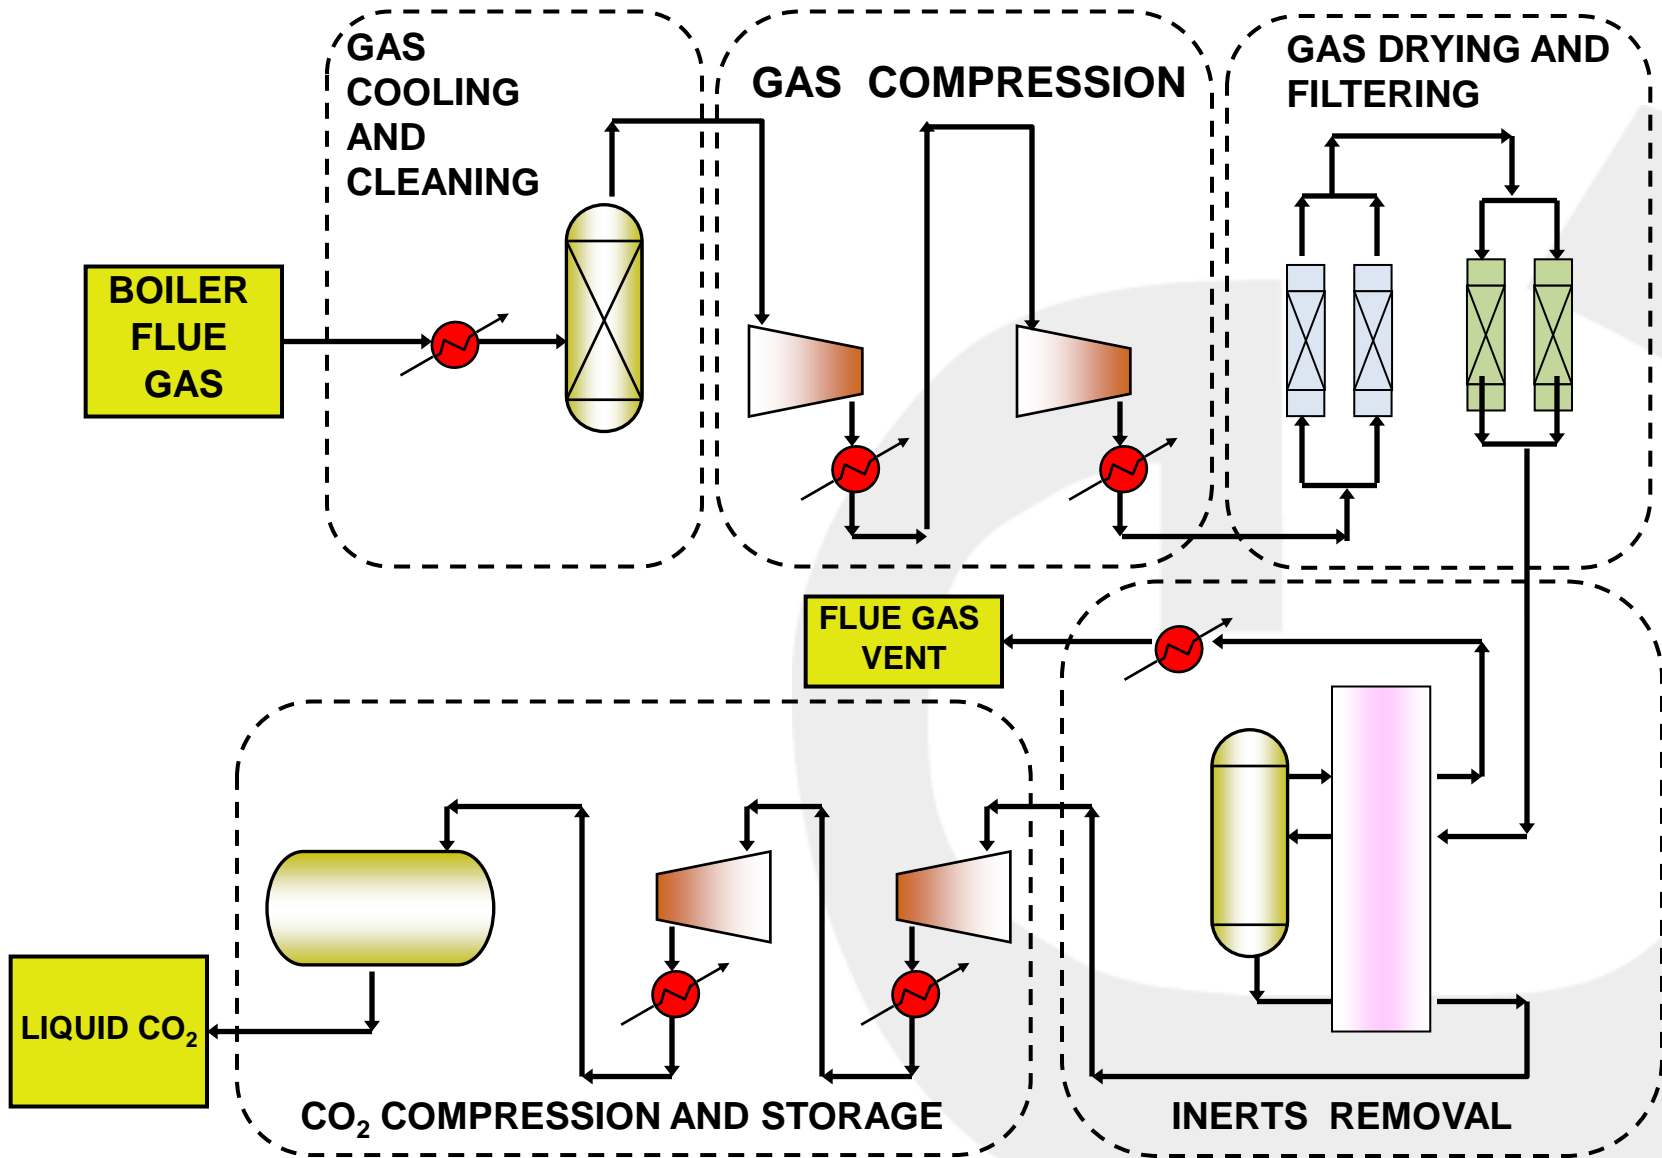 GAS
COOLING
AND
CLEANING
GAS COMPRESSION
GAS DRYING AND
FILTERING
BOILER
FLUE
GAS
FLUE GAS
VENT
LIQUID CO₂
CO₂ COMPRESSION AND STORAGE
INERTS REMOVAL